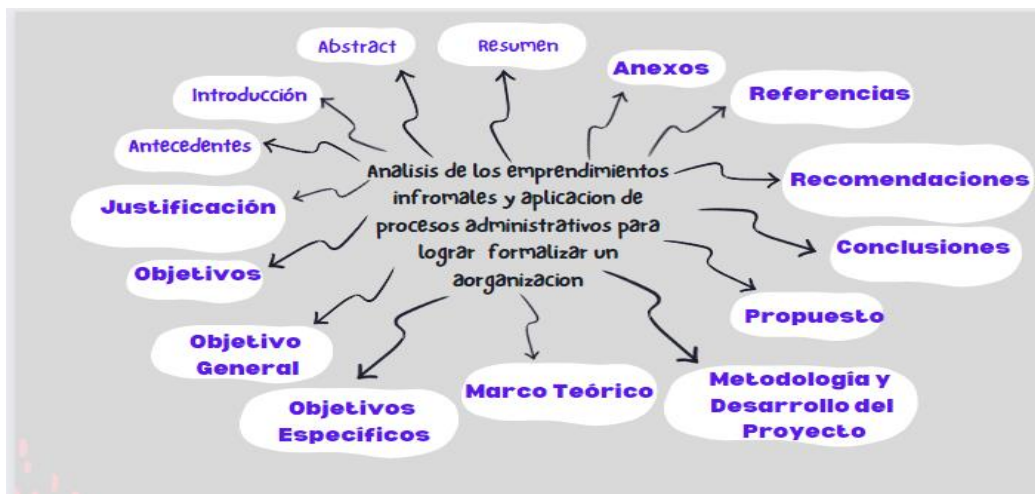 Abstract
Resumen
Anexos
Referencias
Introducción
Antecedentes
Justificación
Objetivos
Objetivo
General
Objetivos
Específicos
Marco Teórico
Metodología y
Desarrollo del
Proyecto
Propuesto
Conclusiones
Recomendaciones
Analisis de los emprendimientos
infromales y aplicacion de
procesos administrativos para
lograr formalizar un
aorganizacion